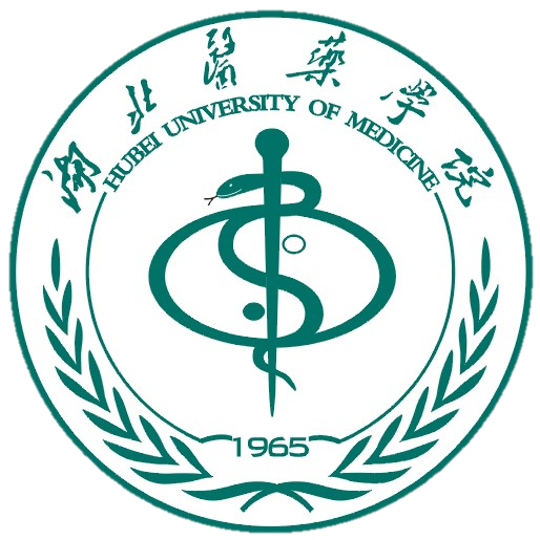 湖北醫藥學院
HUBEI UNIVERSITY OF MEDICINE
1965